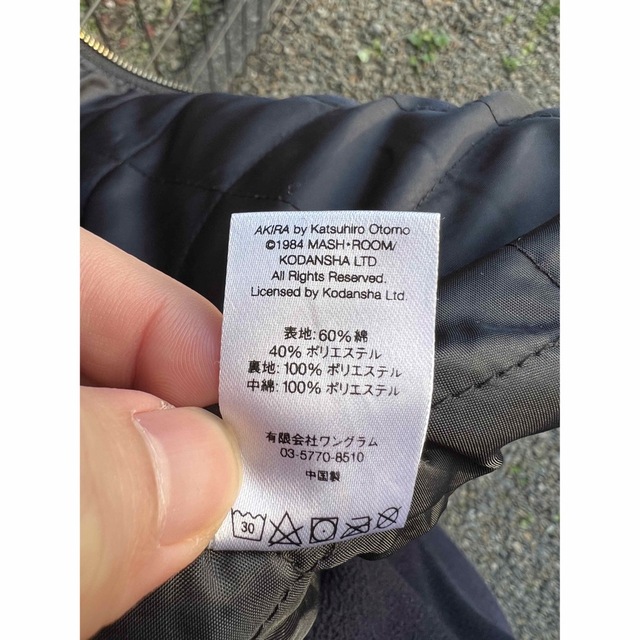 AKIRA by Katsuhiro Otomo
©1984 MASH・ROOM/
KODANSHA LTD
All Rights Reserved.
Licensed by Kodansha Ltd.
表地:60%綿
40% ポリエステル
裏地:100% ポリエステル
中綿:100% ポリエステル
有限会社ワングラム
03-5770-8510
中国製
30